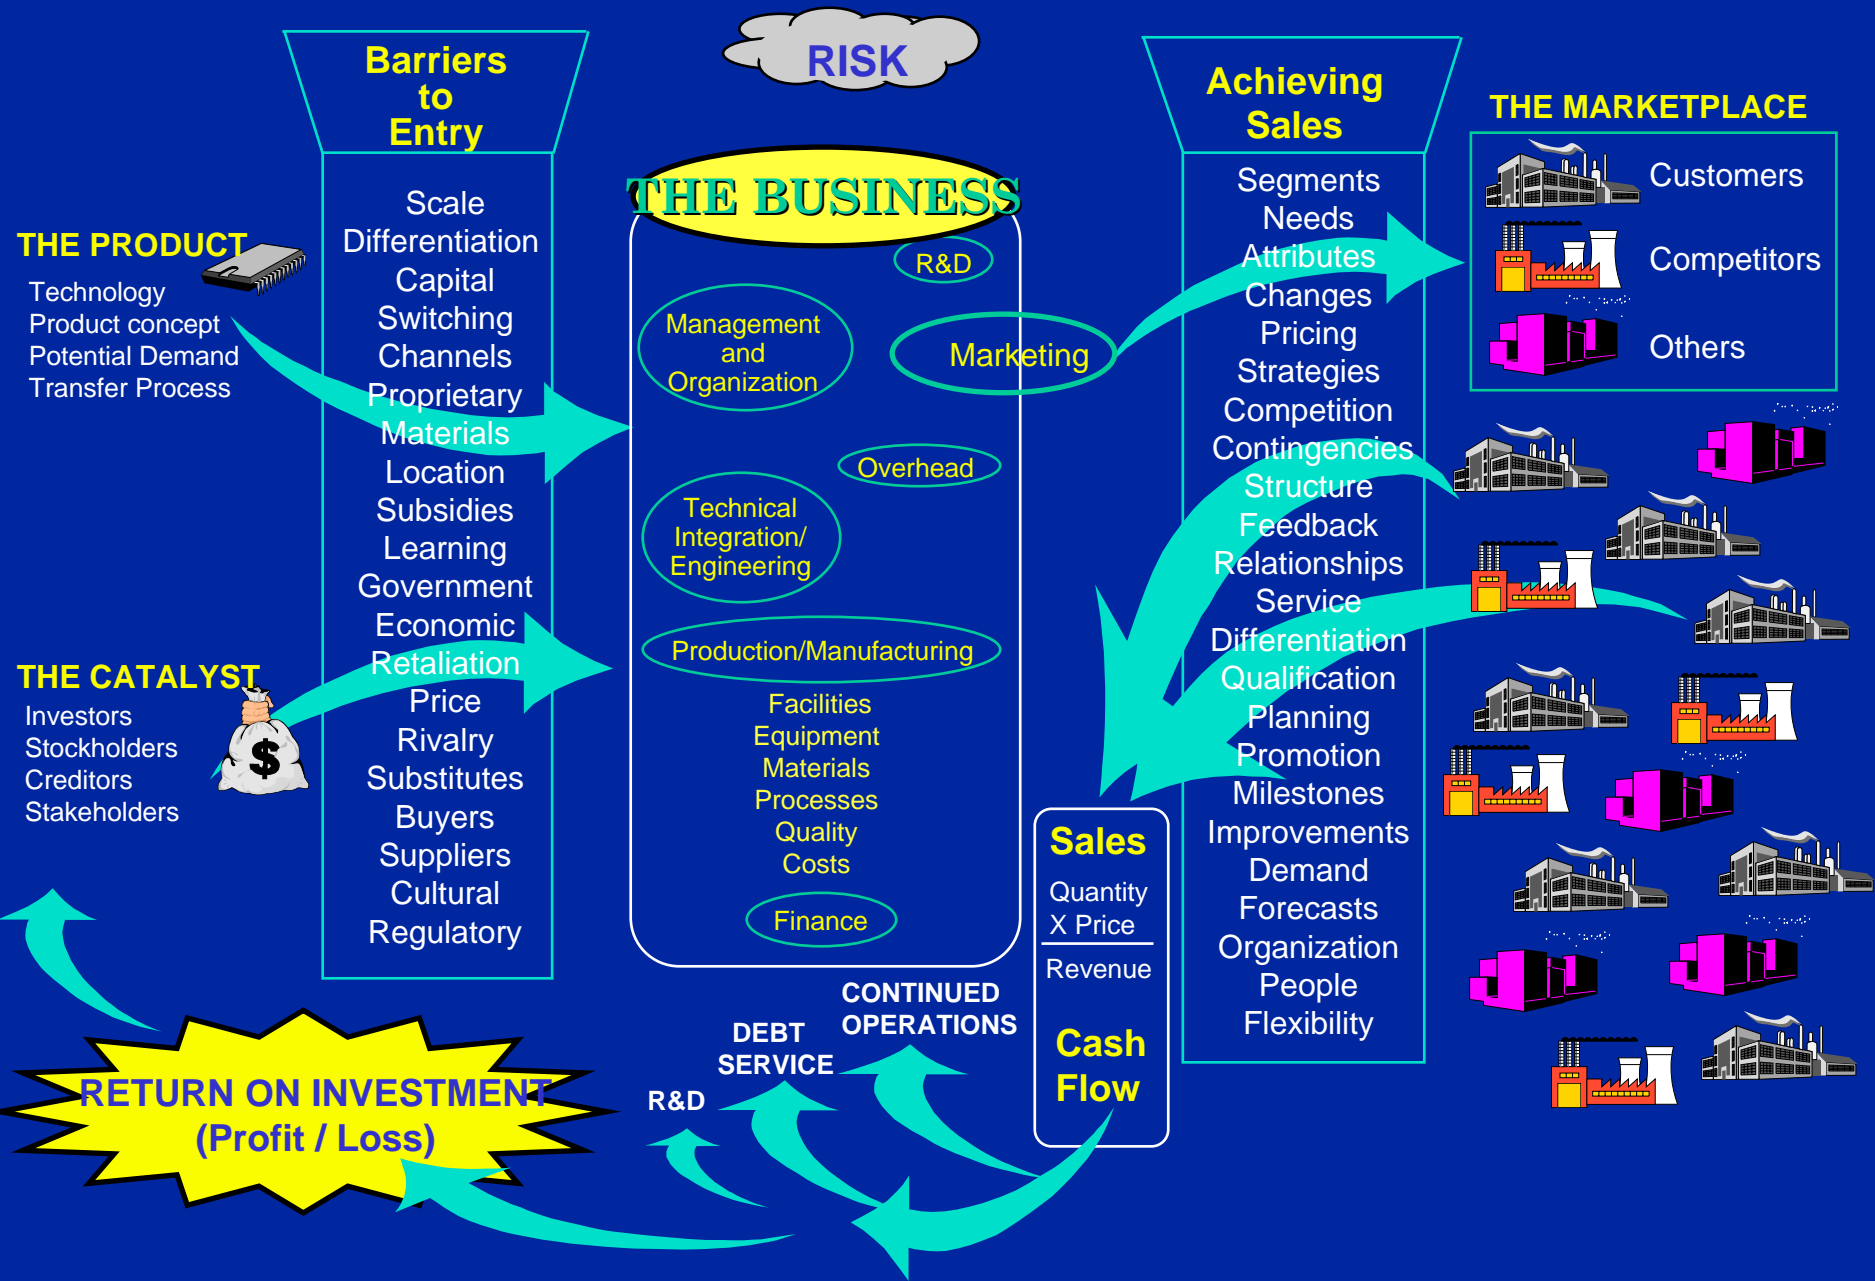 RISK
Barriers
to
Entry
Scale
Differentiation
Capital
Switching
Channels
Proprietary
Materials
Location
Subsidies
Learning
Government
Economic
Retaliation
Price
Rivalry
Substitutes
Buyers
Suppliers
Cultural
Regulatory
THE PRODUCT
Technology
Product concept
Potential Demand
Transfer Process
THE CATALYST
Investors
Stockholders
Creditors
Stakeholders
$
THE BUSINESS
R&D
Management
and
Organization
Marketing
Overhead
Technical
Integration/
Engineering
Production/Manufacturing
Facilities
Equipment
Materials
Processes
Quality
Costs
Finance
Achieving
Sales
Segments
Needs
Attributes
Changes
Pricing
Strategies
Competition
Contingencies
Structure
Feedback
Relationships
Service
Differentiation
Qualification
Planning
Promotion
Milestones
Improvements
Demand
Forecasts
Organization
People
Flexibility
THE MARKETPLACE
Customers
Competitors
Others
Sales
Quantity
X Price
Revenue
Cash
Flow
CONTINUED
OPERATIONS
DEBT
SERVICE
R&D
RETURN ON INVESTMENT
(Profit / Loss)